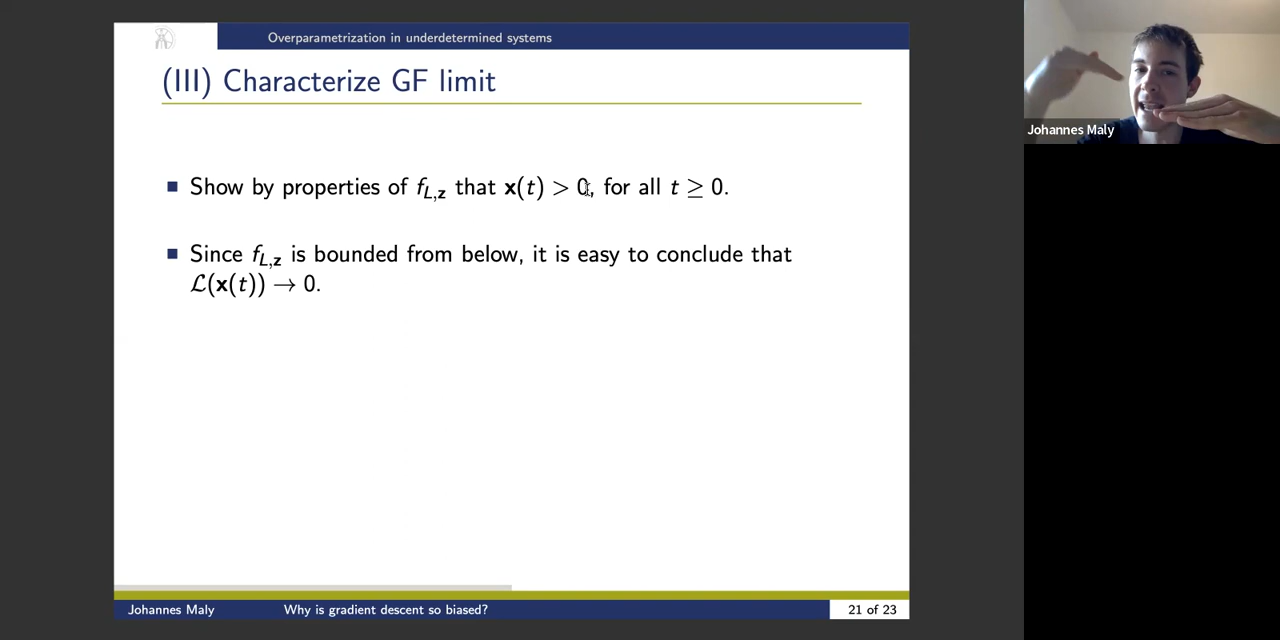 Overparametrization in underdetermined systems
(III) Characterize GF limit
Show by properties of f_{L,z} that x(t) > 0, for all t ≥ 0.
Since f_{L,z} is bounded from below, it is easy to conclude that
ℒ(x(t)) → 0.
Johannes Maly Why is gradient descent so biased? 21 of 23
Johannes Maly